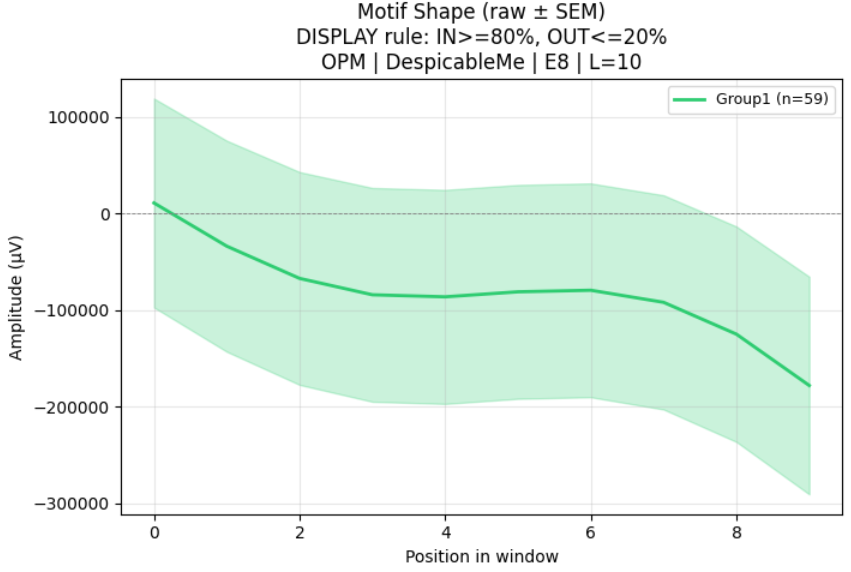 Motif Shape (raw ± SEM)
DISPLAY rule: IN>=80%, OUT<=20%
OPM | DespicableMe | E8 | L=10
Group1 (n=59)
Amplitude (µV)
100000
0
−100000
−200000
−300000
0 2 4 6 8
Position in window